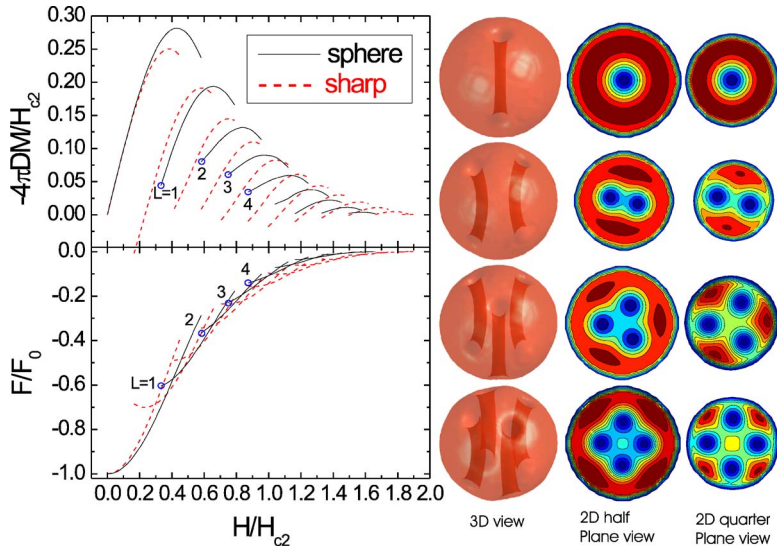 0.30
0.25
0.20
0.15
0.10
0.05
0.00
-4πDM/H_c2
sphere
sharp
L=1
2
3
4
0.0
-0.2
-0.4
-0.6
-0.8
-1.0
F/F_0
L=1
2
3
4
0.0 0.2 0.4 0.6 0.8 1.0 1.2 1.4 1.6 1.8 2.0
H/H_c2
3D view
2D half
Plane view
2D quarter
Plane view